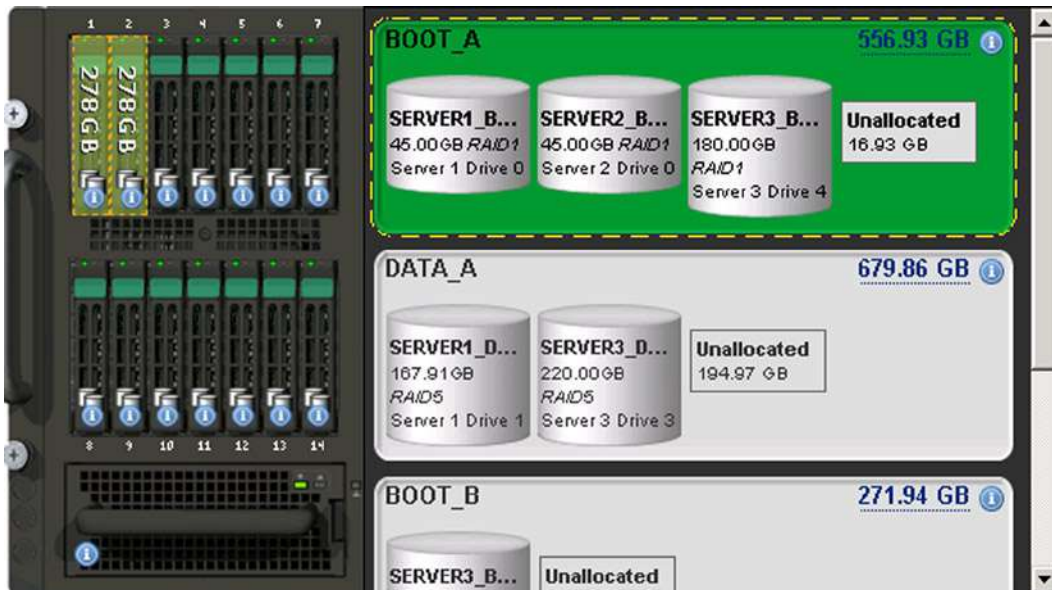 1 2 3 4 5 6 7
278GB 278GB
8 9 10 11 12 13 14
BOOT_A 556.93 GB
SERVER1_B... SERVER2_B... SERVER3_B... Unallocated
45.00GB RAID1 45.00GB RAID1 180.00GB 16.93 GB
RAID1
Server 1 Drive 0 Server 2 Drive 0 Server 3 Drive 4
DATA_A 679.86 GB
SERVER1_D... SERVER3_D... Unallocated
167.91GB 220.00GB 194.97 GB
RAID5 RAID5
Server 1 Drive 1 Server 3 Drive 3
BOOT_B 271.94 GB
SERVER3_B... Unallocated